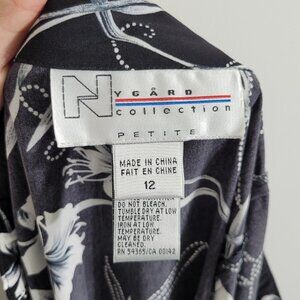 NYGÅRD
collection
PETITE
MADE IN CHINA
FAIT EN CHINE
12
DO NOT BLEACH.
TUMBLE DRY AT LOW
TEMPERATURE.
IRON AT LOW
TEMPERATURE.
MAY BE DRY
CLEANED.
RN 54365/CA 00142